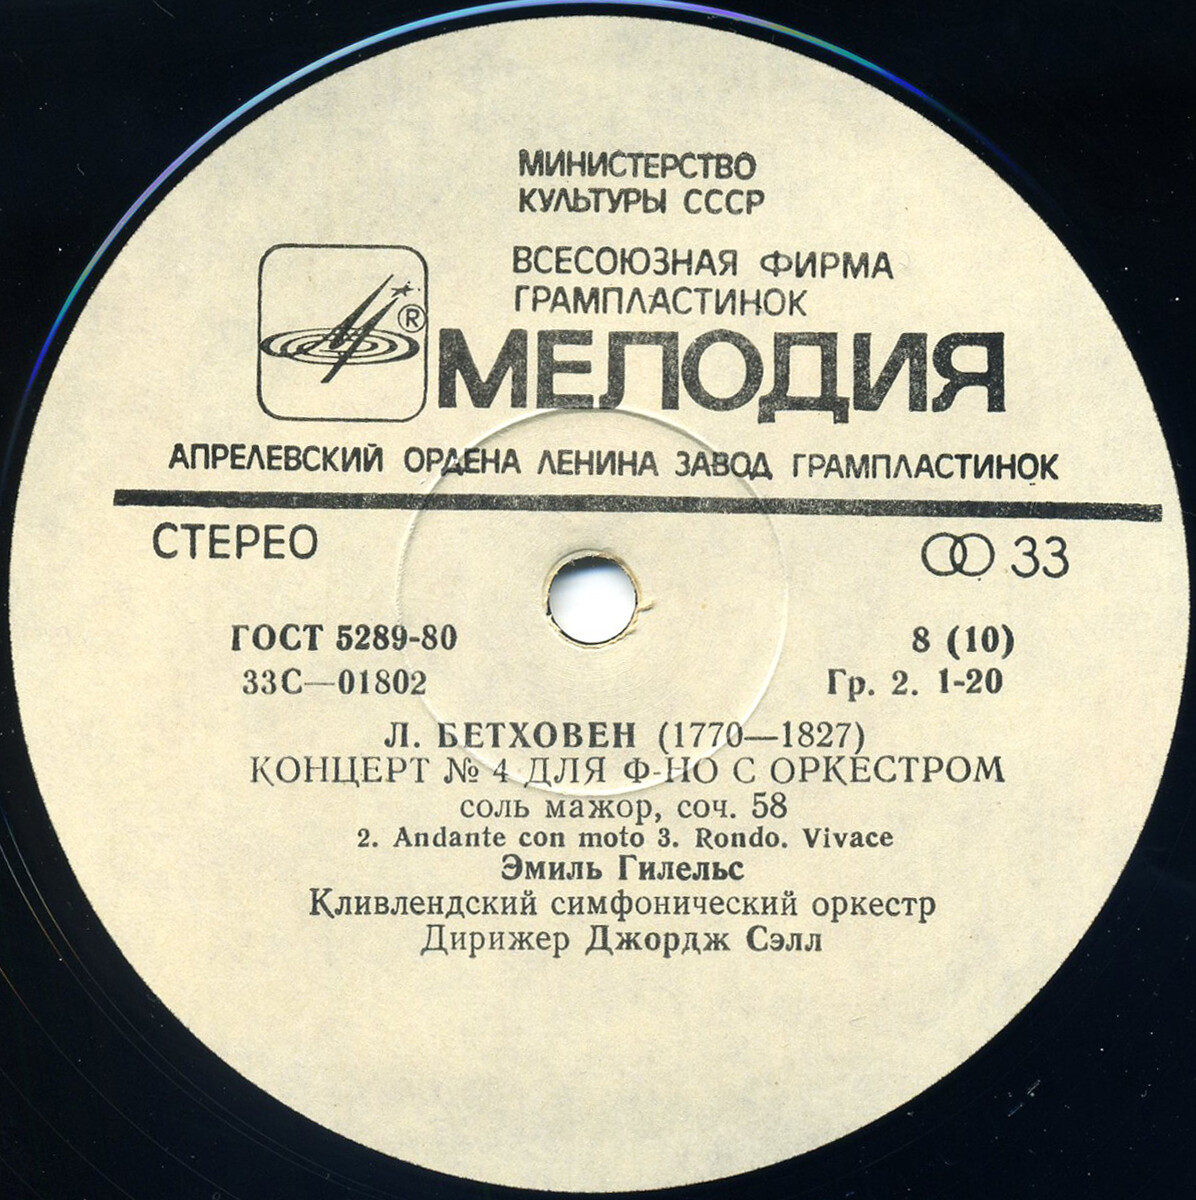 МИНИСТЕРСТВО
КУЛЬТУРЫ СССР
ВСЕСОЮЗНАЯ ФИРМА
ГРАМПЛАСТИНОК
®
МЕЛОДИЯ
АПРЕЛЕВСКИЙ ОРДЕНА ЛЕНИНА ЗАВОД ГРАМПЛАСТИНОК
СТЕРЕО 33
ГОСТ 5289-80 8 (10)
33С—01802 Гр. 2. 1-20
Л. БЕТХОВЕН (1770—1827)
КОНЦЕРТ № 4 ДЛЯ Ф-НО С ОРКЕСТРОМ
соль мажор, соч. 58
2. Andante con moto 3. Rondo. Vivace
Эмиль Гилельс
Кливлендский симфонический оркестр
Дирижер Джордж Сэлл